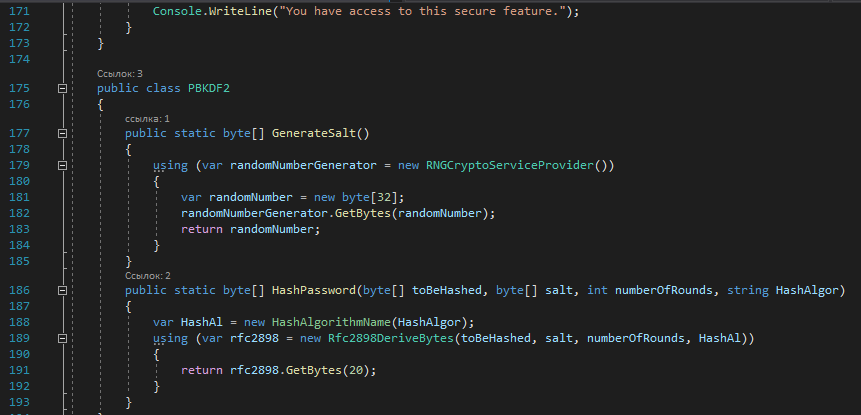 171 Console.WriteLine("You have access to this secure feature.");
172 }
173 }
174
Ссылок: 3
175 public class PBKDF2
176 {
ссылка: 1
177 public static byte[] GenerateSalt()
178 {
179 using (var randomNumberGenerator = new RNGCryptoServiceProvider())
180 {
181 var randomNumber = new byte[32];
182 randomNumberGenerator.GetBytes(randomNumber);
183 return randomNumber;
184 }
185 }
Ссылок: 2
186 public static byte[] HashPassword(byte[] toBeHashed, byte[] salt, int numberOfRounds, string HashAlgor)
187 {
188 var HashAl = new HashAlgorithmName(HashAlgor);
189 using (var rfc2898 = new Rfc2898DeriveBytes(toBeHashed, salt, numberOfRounds, HashAl))
190 {
191 return rfc2898.GetBytes(20);
192 }
193 }